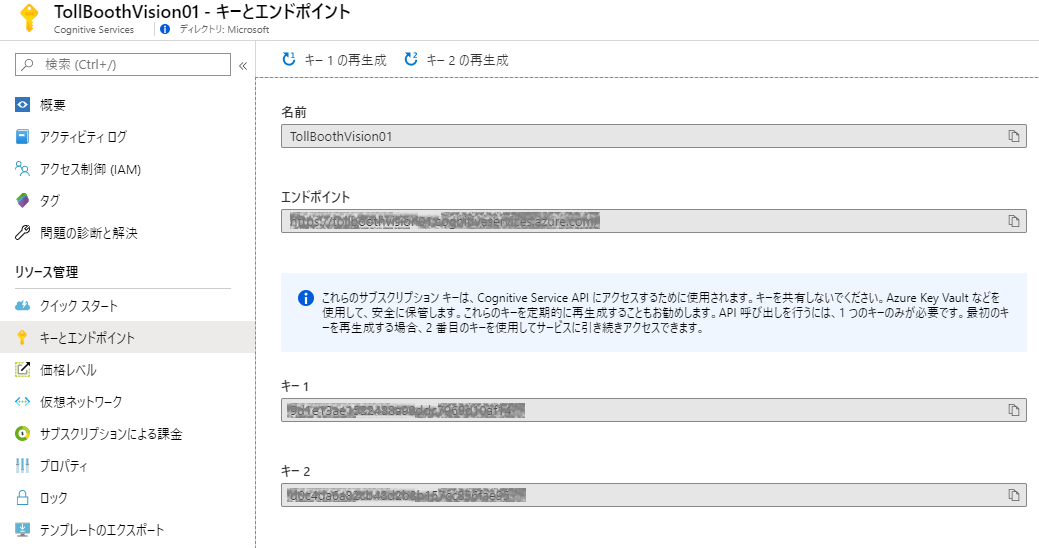 TollBoothVision01 - キーとエンドポイント
Cognitive Services
ディレクトリ: Microsoft
検索 (Ctrl+/)
«
概要
アクティビティ ログ
アクセス制御 (IAM)
タグ
問題の診断と解決
リソース管理
クイック スタート
キーとエンドポイント
価格レベル
仮想ネットワーク
サブスクリプションによる課金
プロパティ
ロック
テンプレートのエクスポート
キー 1 の再生成
キー 2 の再生成
名前
TollBoothVision01
エンドポイント
これらのサブスクリプション キーは、Cognitive Service API にアクセスするために使用されます。キーを共有しないでください。Azure Key Vault などを
使用して、安全に保管します。これらのキーを定期的に再生成することもお勧めします。API 呼び出しを行うには、1 つのキーのみが必要です。最初のキ
ーを再生成する場合、2 番目のキーを使用してサービスに引き続きアクセスできます。
キー 1
キー 2